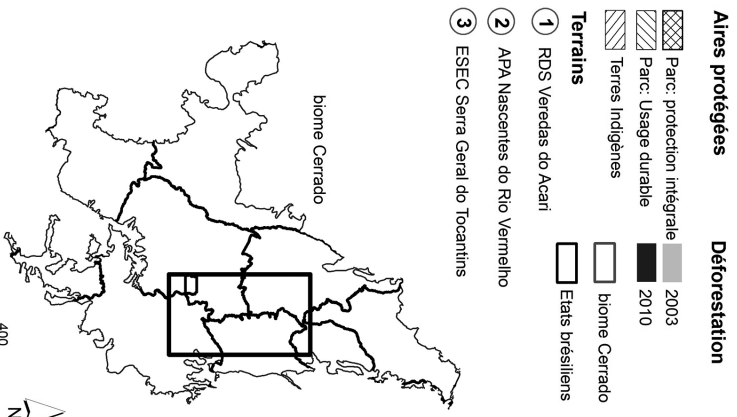 Aires protégées
Parc: protection intégrale
Parc: Usage durable
Terres Indigènes
Déforestation
2003
2010
biome Cerrado
Etats brésiliens
Terrains
1 RDS Veredas do Acari
2 APA Nascentes do Rio Vermelho
3 ESEC Serra Geral do Tocantins
biome Cerrado
400
N